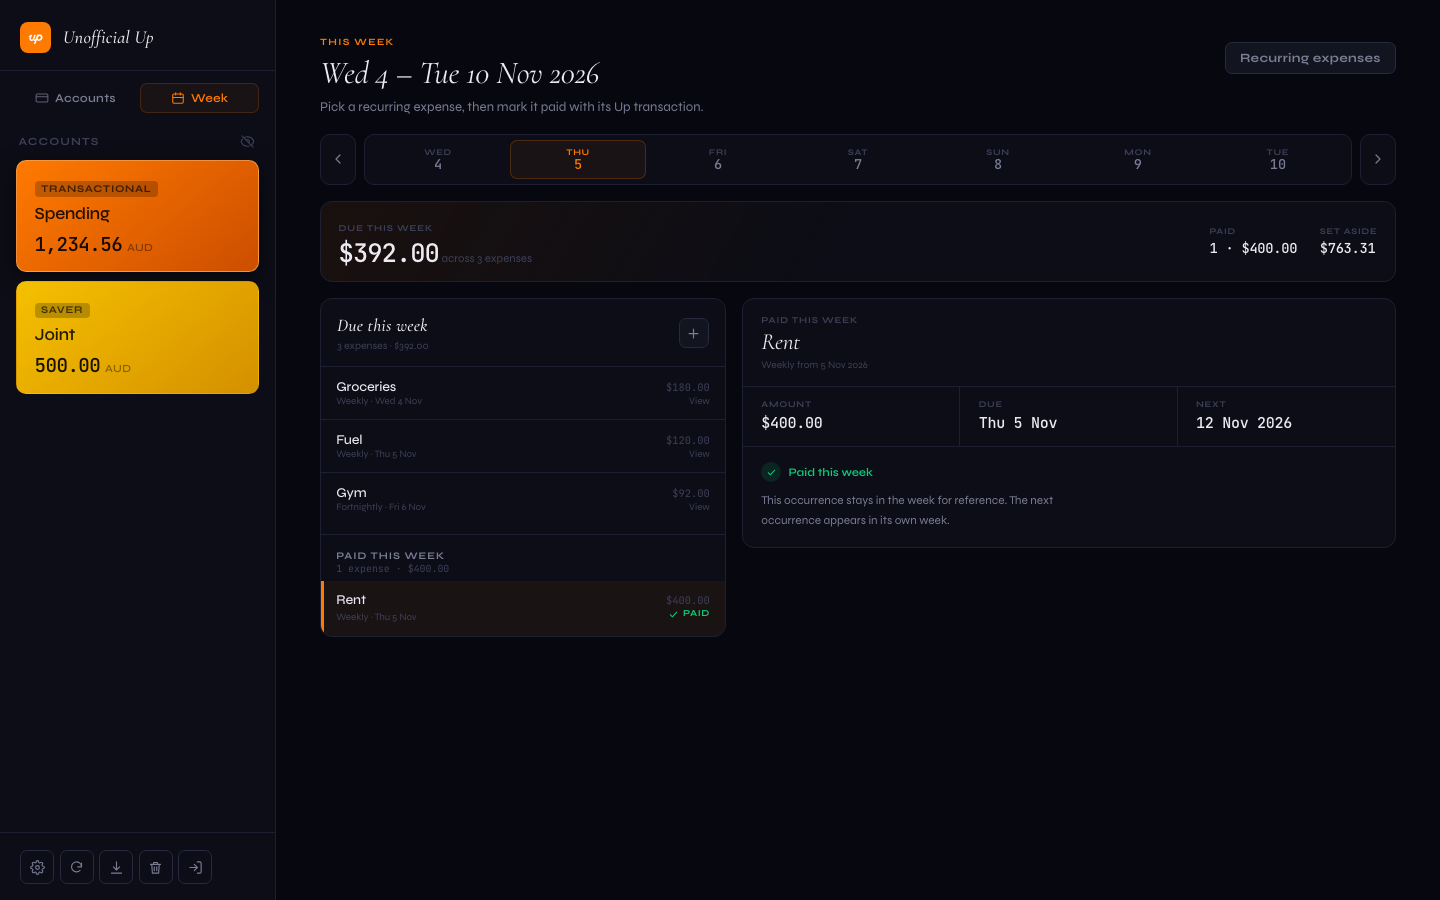 up Unofficial Up
Accounts
Week
ACCOUNTS
TRANSACTIONAL
Spending
1,234.56 AUD
SAVER
Joint
500.00 AUD
THIS WEEK
Wed 4 – Tue 10 Nov 2026
Pick a recurring expense, then mark it paid with its Up transaction.
Recurring expenses
WED
4
THU
5
FRI
6
SAT
7
SUN
8
MON
9
TUE
10
DUE THIS WEEK
$392.00 across 3 expenses
PAID
1 · $400.00
SET ASIDE
$763.31
Due this week
3 expenses · $392.00
Groceries
Weekly · Wed 4 Nov
$180.00
View
Fuel
Weekly · Thu 5 Nov
$120.00
View
Gym
Fortnightly · Fri 6 Nov
$92.00
View
PAID THIS WEEK
1 expense · $400.00
Rent
Weekly · Thu 5 Nov
$400.00
PAID
PAID THIS WEEK
Rent
Weekly from 5 Nov 2026
AMOUNT
$400.00
DUE
Thu 5 Nov
NEXT
12 Nov 2026
Paid this week
This occurrence stays in the week for reference. The next
occurrence appears in its own week.